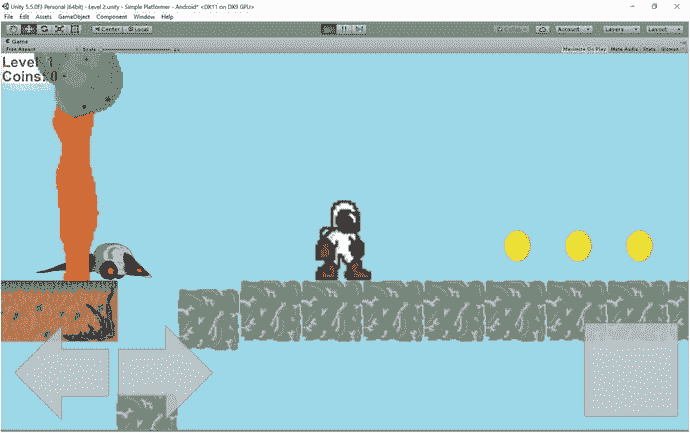 Unity 5.5.0f3 Personal (64bit) - Level 2.unity - Simple Platformer - Android* <DX11 on DX9 GPU>
File Edit Assets GameObject Component Window Help
Center Local Collab Account Layers Layout
Game
Free Aspect Scale Maximize On Play Mute Audio Stats Gizmos
Level: 1
Coins: 0